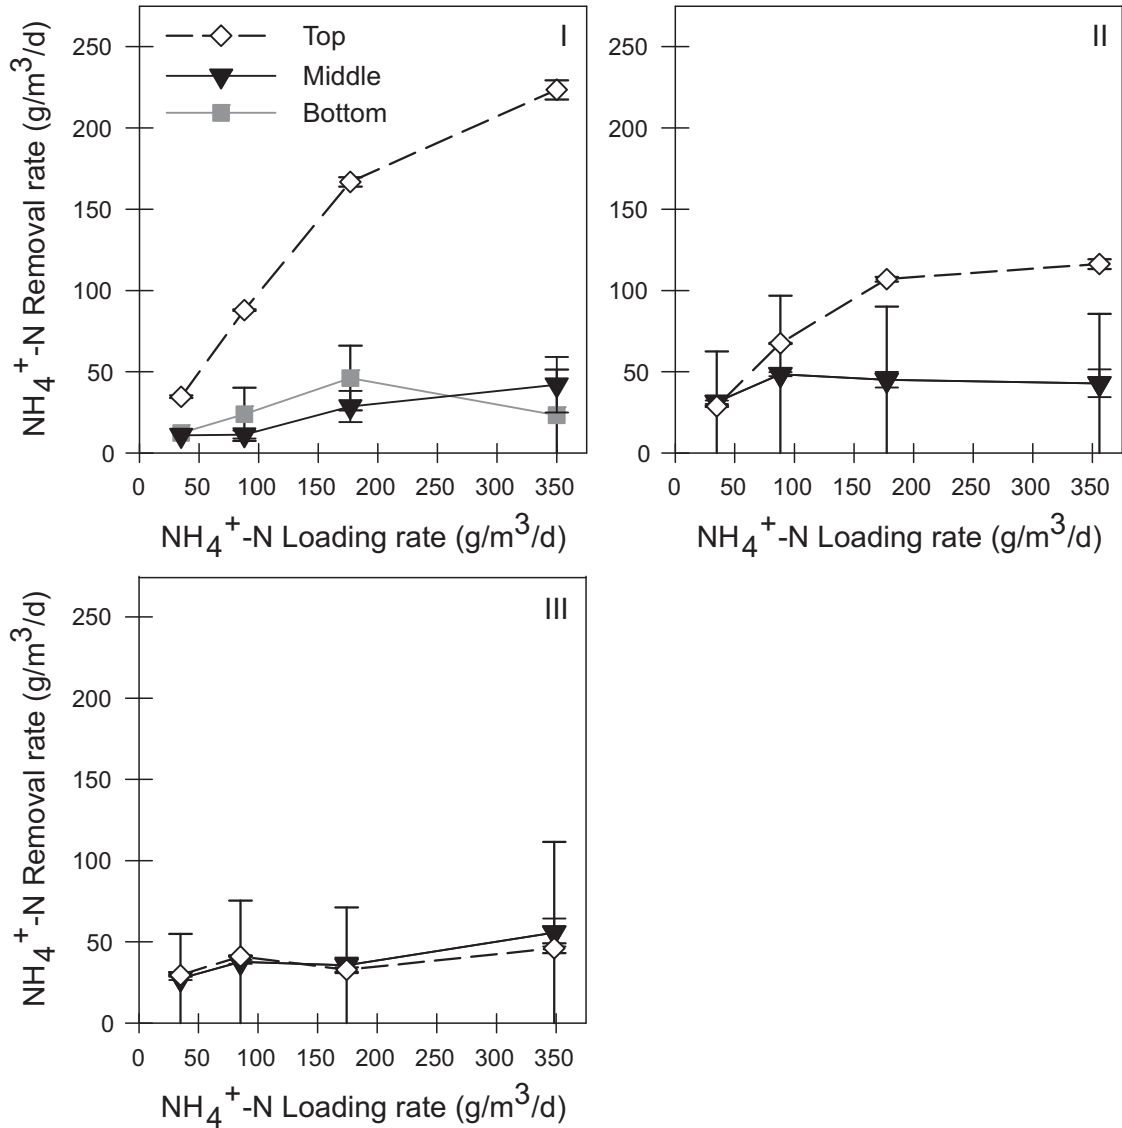 NH4+-N Removal rate (g/m3/d)
250
200
150
100
50
0
Top
Middle
Bottom
I
0 50 100 150 200 250 300 350
NH4+-N Loading rate (g/m3/d)
250
200
150
100
50
0
II
0 50 100 150 200 250 300 350
NH4+-N Loading rate (g/m3/d)
NH4+-N Removal rate (g/m3/d)
250
200
150
100
50
0
III
0 50 100 150 200 250 300 350
NH4+-N Loading rate (g/m3/d)